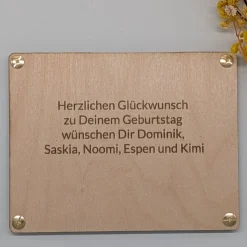 Herzlichen Glückwunsch
zu Deinem Geburtstag
wünschen Dir Dominik,
Saskia, Noomi, Espen und Kimi